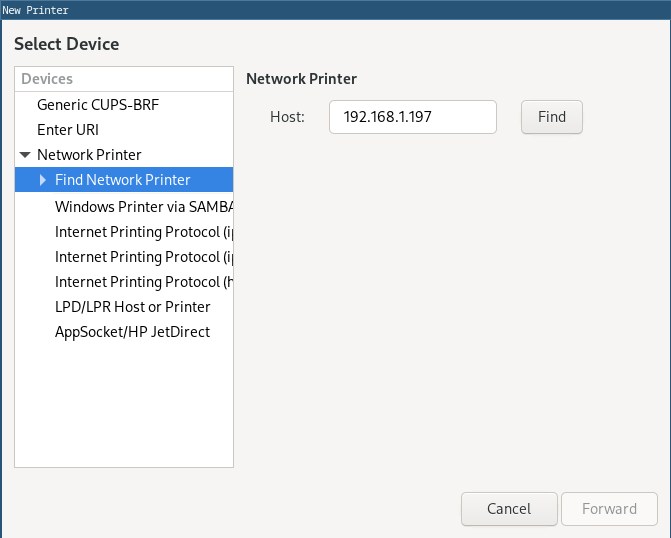 New Printer
Select Device
Devices
Generic CUPS-BRF
Enter URI
Network Printer
Find Network Printer
Windows Printer via SAMBA
Internet Printing Protocol (ip
Internet Printing Protocol (ip
Internet Printing Protocol (h
LPD/LPR Host or Printer
AppSocket/HP JetDirect
Network Printer
Host: 192.168.1.197 Find
Cancel Forward